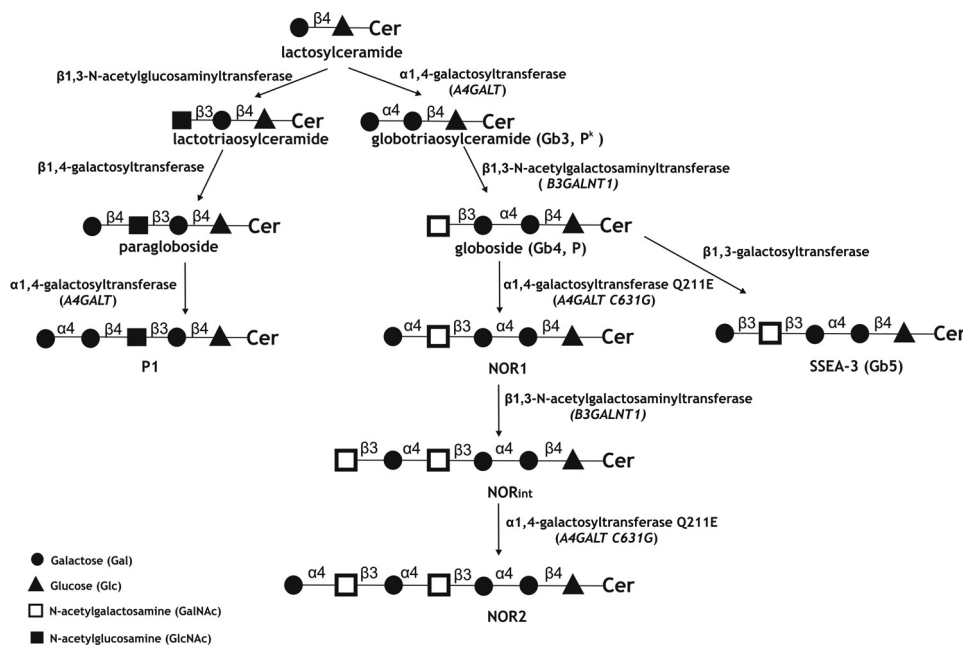 β4
Cer
lactosylceramide
β1,3-N-acetylglucosaminyltransferase
α1,4-galactosyltransferase
(A4GALT)
β3 β4
Cer
lactotriaosylceramide
α4 β4
Cer
globotriaosylceramide (Gb3, Pᵏ )
β1,4-galactosyltransferase
β1,3-N-acetylgalactosaminyltransferase
( B3GALNT1)
β4 β3 β4
Cer
paragloboside
β3 α4 β4
Cer
globoside (Gb4, P)
β1,3-galactosyltransferase
α1,4-galactosyltransferase
(A4GALT)
α1,4-galactosyltransferase Q211E
(A4GALT C631G)
α4 β4 β3 β4
Cer
P1
α4 β3 α4 β4
Cer
NOR1
β3 β3 α4 β4
Cer
SSEA-3 (Gb5)
β1,3-N-acetylgalactosaminyltransferase
(B3GALNT1)
β3 α4 β3 α4 β4
Cer
NORint
α1,4-galactosyltransferase Q211E
(A4GALT C631G)
α4 β3 α4 β3 α4 β4
Cer
NOR2
Galactose (Gal)
Glucose (Glc)
N-acetylgalactosamine (GalNAc)
N-acetylglucosamine (GlcNAc)